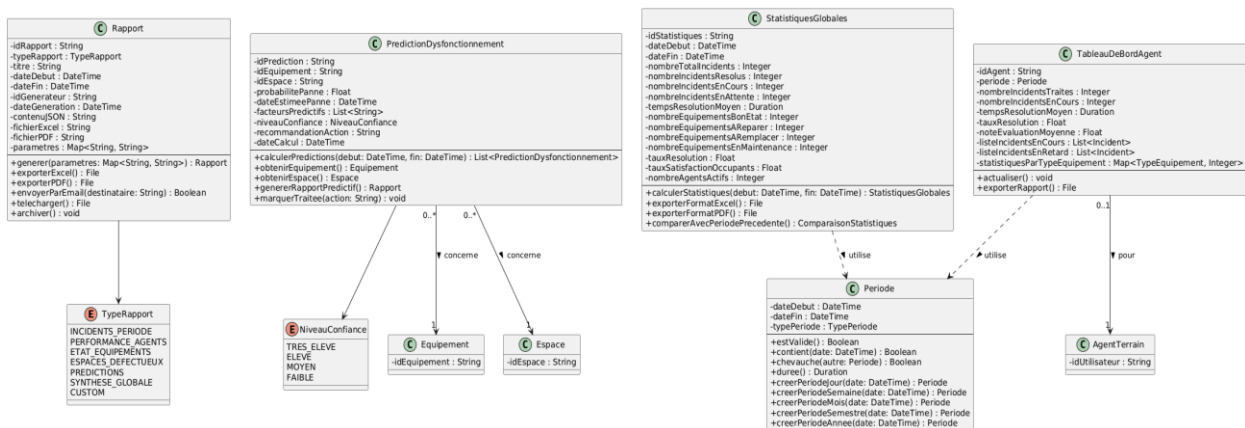 C Rapport
-idRapport : String
-typeRapport : TypeRapport
-titre : String
-dateDebut : DateTime
-dateFin : DateTime
-idGenerateur : String
-dateGeneration : DateTime
-contenuJSON : String
-fichierExcel : String
-fichierPDF : String
-parametres : Map<String, String>
+generer(parametres: Map<String, String>) : Rapport
+exporterExcel() : File
+exporterPDF() : File
+envoyerParEmail(destinataire: String) : Boolean
+telecharger() : File
+archiver() : void
C PredictionDysfonctionnement
-idPrediction : String
-idEquipement : String
-idEspace : String
-probabilitePanne : Float
-dateEstimeePanne : DateTime
-facteursPredictifs : List<String>
-niveauConfiance : NiveauConfiance
-recommandationAction : String
-dateCalcul : DateTime
+calculerPredictions(debut: DateTime, fin: DateTime) : List<PredictionDysfonctionnement>
+obtenirEquipement() : Equipement
+obtenirEspace() : Espace
+genererRapportPredictif() : Rapport
+marquerTraitee(action: String) : void
C StatistiquesGlobales
-idStatistiques : String
-dateDebut : DateTime
-dateFin : DateTime
-nombreTotalIncidents : Integer
-nombreIncidentsResolus : Integer
-nombreIncidentsEnCours : Integer
-nombreIncidentsEnAttente : Integer
-tempsResolutionMoyen : Duration
-nombreEquipementsBonEtat : Integer
-nombreEquipementsAReparer : Integer
-nombreEquipementsARemplacer : Integer
-nombreEquipementsEnMaintenance : Integer
-tauxResolution : Float
-tauxSatisfactionOccupants : Float
-nombreAgentsActifs : Integer
+calculerStatistiques(debut: DateTime, fin: DateTime) : StatistiquesGlobales
+exporterFormatExcel() : File
+exporterFormatPDF() : File
+comparerAvecPeriodePrecedente() : ComparaisonStatistiques
C TableauDeBordAgent
-idAgent : String
-periode : Periode
-nombreIncidentsTraites : Integer
-nombreIncidentsEnCours : Integer
-tempsResolutionMoyen : Duration
-tauxResolution : Float
-noteEvaluationMoyenne : Float
-listeIncidentsEnCours : List<Incident>
-listeIncidentsEnRetard : List<Incident>
-statistiquesParTypeEquipement : Map<TypeEquipement, Integer>
+actualiser() : void
+exporterRapport() : File
0..*
0..*
0..1
concerne
concerne
utilise
utilise
pour
1
1
1
E TypeRapport
INCIDENTS_PERIODE
PERFORMANCE_AGENTS
ETAT_EQUIPEMENTS
ESPACES_DEFECTUEUX
PREDICTIONS
SYNTHESE_GLOBALE
CUSTOM
E NiveauConfiance
TRES_ELEVE
ELEVE
MOYEN
FAIBLE
C Equipement
-idEquipement : String
C Espace
-idEspace : String
C Periode
-dateDebut : DateTime
-dateFin : DateTime
-typePeriode : TypePeriode
+estValide() : Boolean
+contient(date: DateTime) : Boolean
+chevauche(autre: Periode) : Boolean
+duree() : Duration
+creerPeriodeJour(date: DateTime) : Periode
+creerPeriodeSemaine(date: DateTime) : Periode
+creerPeriodeMois(date: DateTime) : Periode
+creerPeriodeSemestre(date: DateTime) : Periode
+creerPeriodeAnnee(date: DateTime) : Periode
C AgentTerrain
-idUtilisateur : String